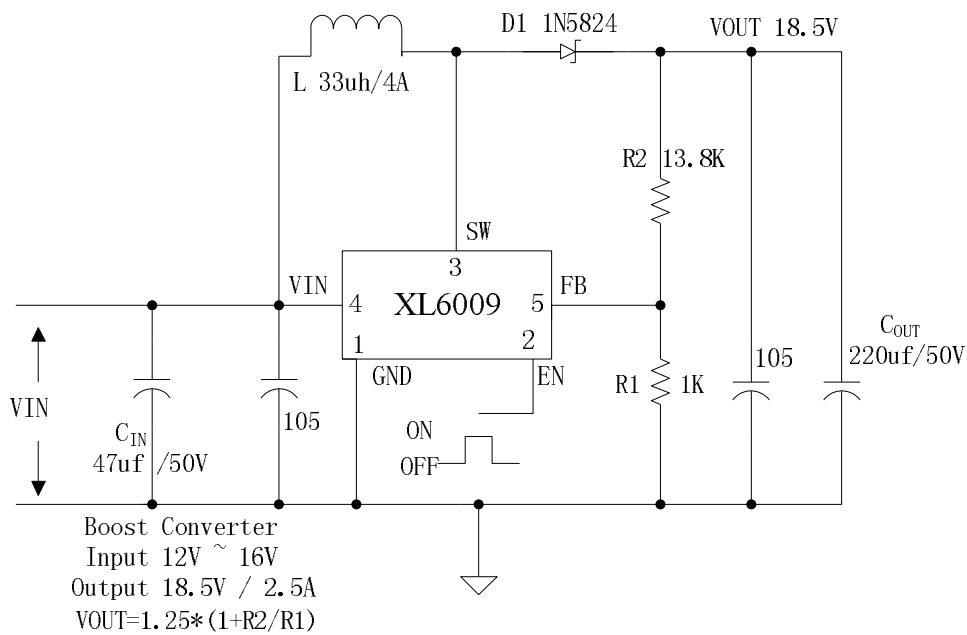 D1 1N5824
VOUT 18.5V
L 33uh/4A
R2 13.8K
SW
3
VIN
4
XL6009
5
FB
1
2
GND
EN
C_OUT
220uf/50V
105
R1 1K
VIN
C_IN
47uf /50V
105
ON
OFF
Boost Converter
Input 12V ~ 16V
Output 18.5V / 2.5A
VOUT=1.25*(1+R2/R1)